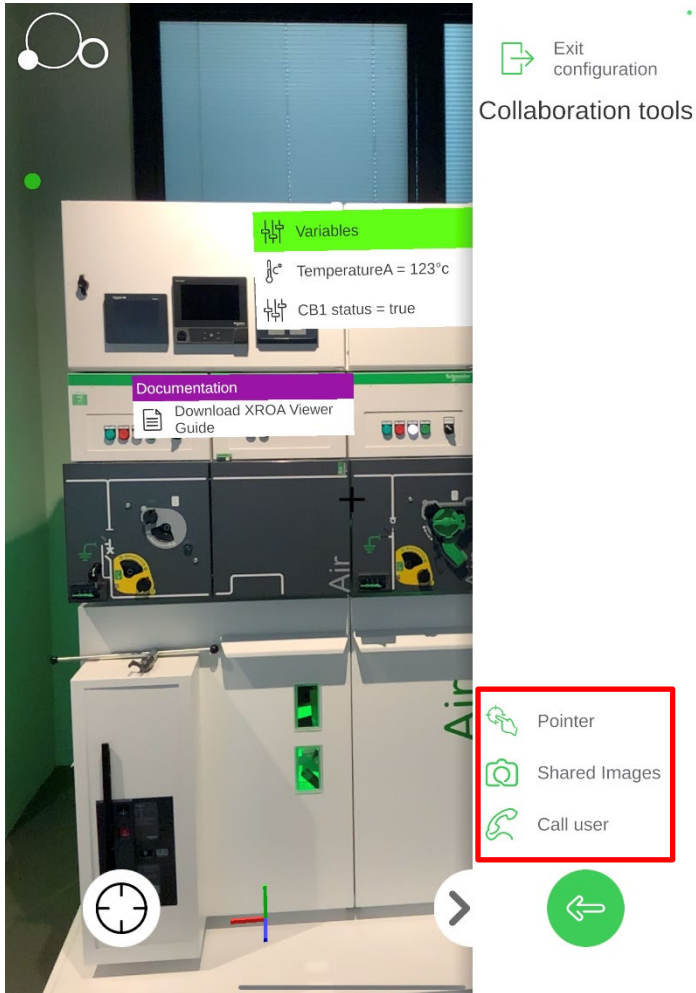 Exit
configuration
Collaboration tools
Variables
TemperatureA = 123°c
CB1 status = true
Documentation
Download XROA Viewer
Guide
Air
Air
Pointer
Shared Images
Call user